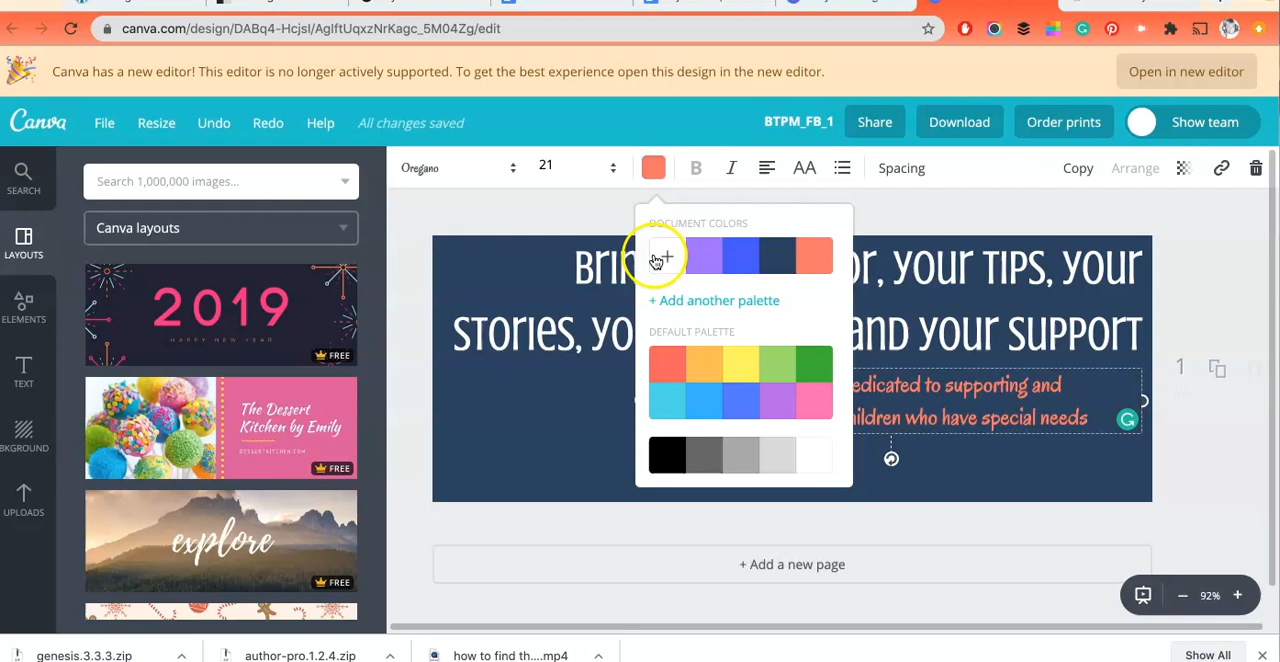 canva.com/design/DABq4-HcjsI/AglftUqxzNrKagc_5M04Zg/edit
Canva has a new editor! This editor is no longer actively supported. To get the best experience open this design in the new editor.
Open in new editor
Canva
File
Resize
Undo
Redo
Help
All changes saved
BTPM_FB_1
Share
Download
Order prints
Show team
SEARCH
LAYOUTS
ELEMENTS
TEXT
BKGROUND
UPLOADS
Search 1,000,000 images...
Canva layouts
2019
HAPPY NEW YEAR
FREE
The Dessert
Kitchen by Emily
DESSERTKITCHEN.COM
FREE
explore
FREE
Oregano
21
B
I
AA
Spacing
Copy
Arrange
DOCUMENT COLORS
+
+ Add another palette
DEFAULT PALETTE
or, your tips, your
stories, yo and your support
edicated to supporting and
ildren who have special needs
1
+ Add a new page
92%
genesis.3.3.3.zip
author-pro.1.2.4.zip
how to find th....mp4
Show All